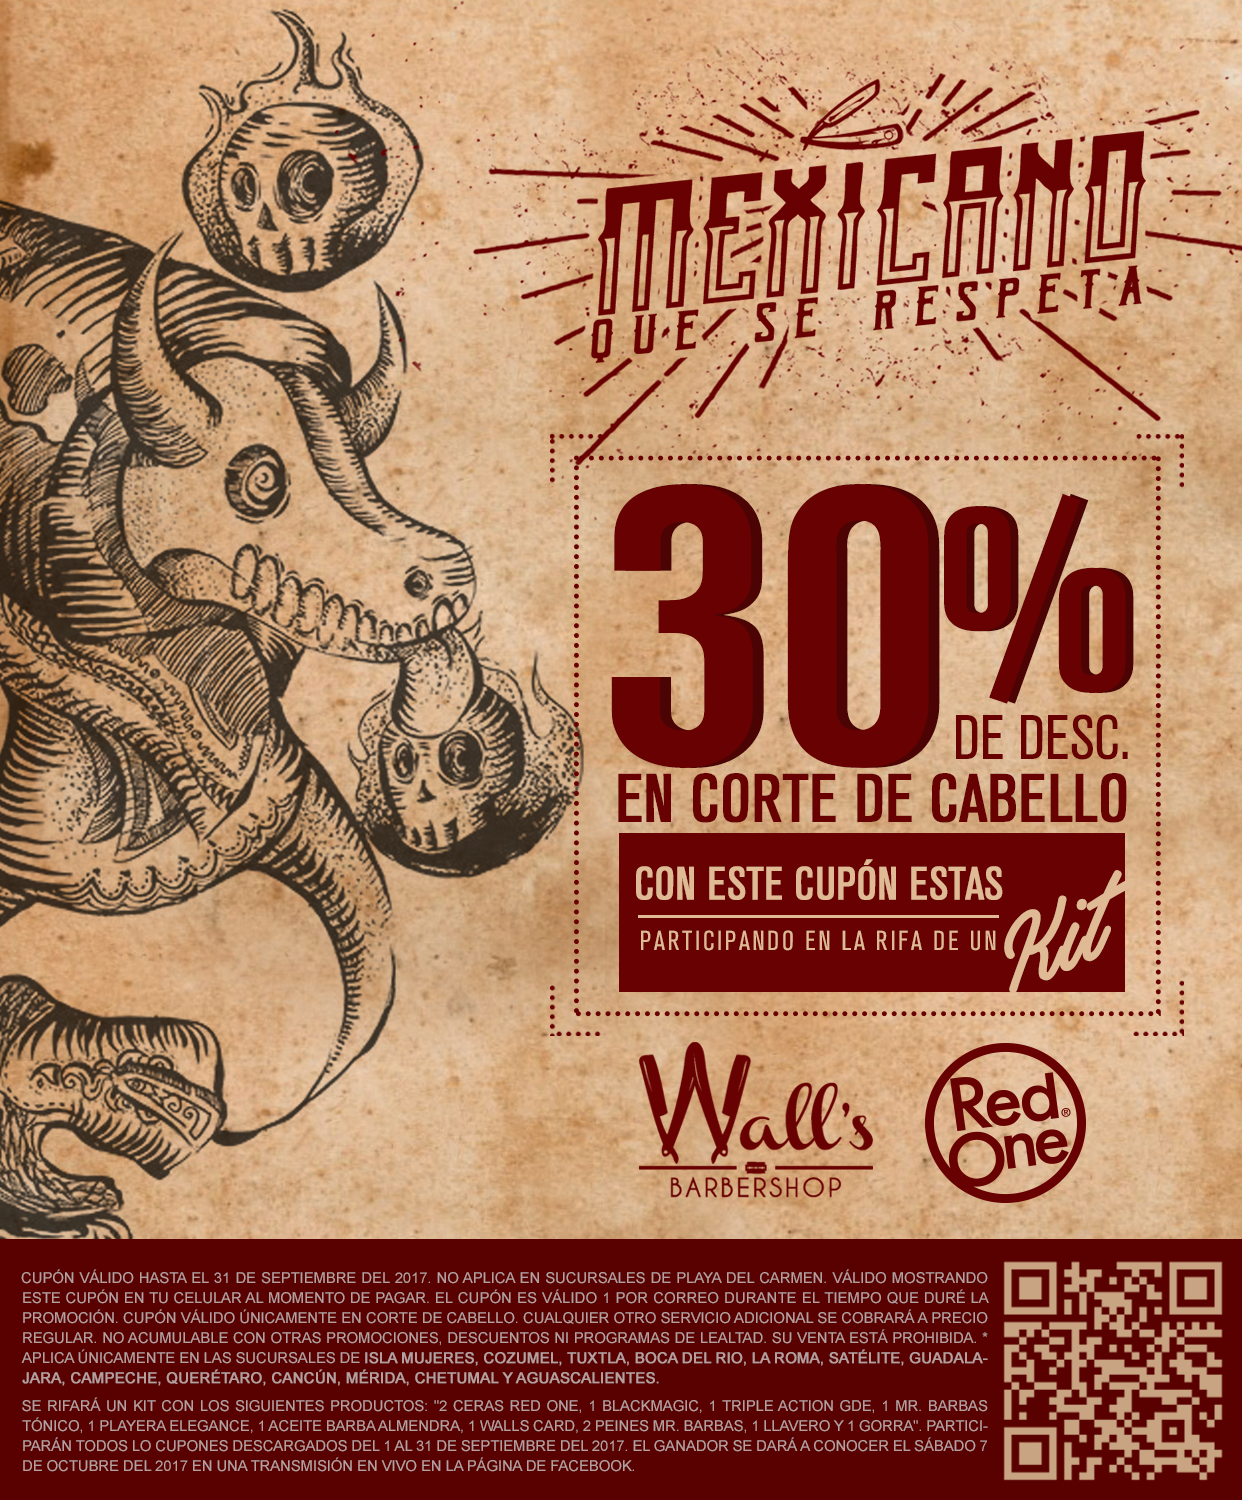 MEXICANO
QUE SE RESPETA
30%
DE DESC.
EN CORTE DE CABELLO
CON ESTE CUPÓN ESTAS
PARTICIPANDO EN LA RIFA DE UN
Kit
Wall's
BARBERSHOP
Red
One®
CUPÓN VÁLIDO HASTA EL 31 DE SEPTIEMBRE DEL 2017. NO APLICA EN SUCURSALES DE PLAYA DEL CARMEN. VÁLIDO MOSTRANDO
ESTE CUPÓN EN TU CELULAR AL MOMENTO DE PAGAR. EL CUPÓN ES VÁLIDO 1 POR CORREO DURANTE EL TIEMPO QUE DURÉ LA
PROMOCIÓN. CUPÓN VÁLIDO ÚNICAMENTE EN CORTE DE CABELLO. CUALQUIER OTRO SERVICIO ADICIONAL SE COBRARÁ A PRECIO
REGULAR. NO ACUMULABLE CON OTRAS PROMOCIONES, DESCUENTOS NI PROGRAMAS DE LEALTAD. SU VENTA ESTÁ PROHIBIDA. *
APLICA ÚNICAMENTE EN LAS SUCURSALES DE ISLA MUJERES, COZUMEL, TUXTLA, BOCA DEL RIO, LA ROMA, SATÉLITE, GUADALA-
JARA, CAMPECHE, QUERÉTARO, CANCÚN, MÉRIDA, CHETUMAL Y AGUASCALIENTES.
SE RIFARÁ UN KIT CON LOS SIGUIENTES PRODUCTOS: "2 CERAS RED ONE, 1 BLACKMAGIC, 1 TRIPLE ACTION GDE, 1 MR. BARBAS
TÓNICO, 1 PLAYERA ELEGANCE, 1 ACEITE BARBA ALMENDRA, 1 WALLS CARD, 2 PEINES MR. BARBAS, 1 LLAVERO Y 1 GORRA". PARTICI-
PARÁN TODOS LO CUPONES DESCARGADOS DEL 1 AL 31 DE SEPTIEMBRE DEL 2017. EL GANADOR SE DARÁ A CONOCER EL SÁBADO 7
DE OCTUBRE DEL 2017 EN UNA TRANSMISIÓN EN VIVO EN LA PÁGINA DE FACEBOOK.